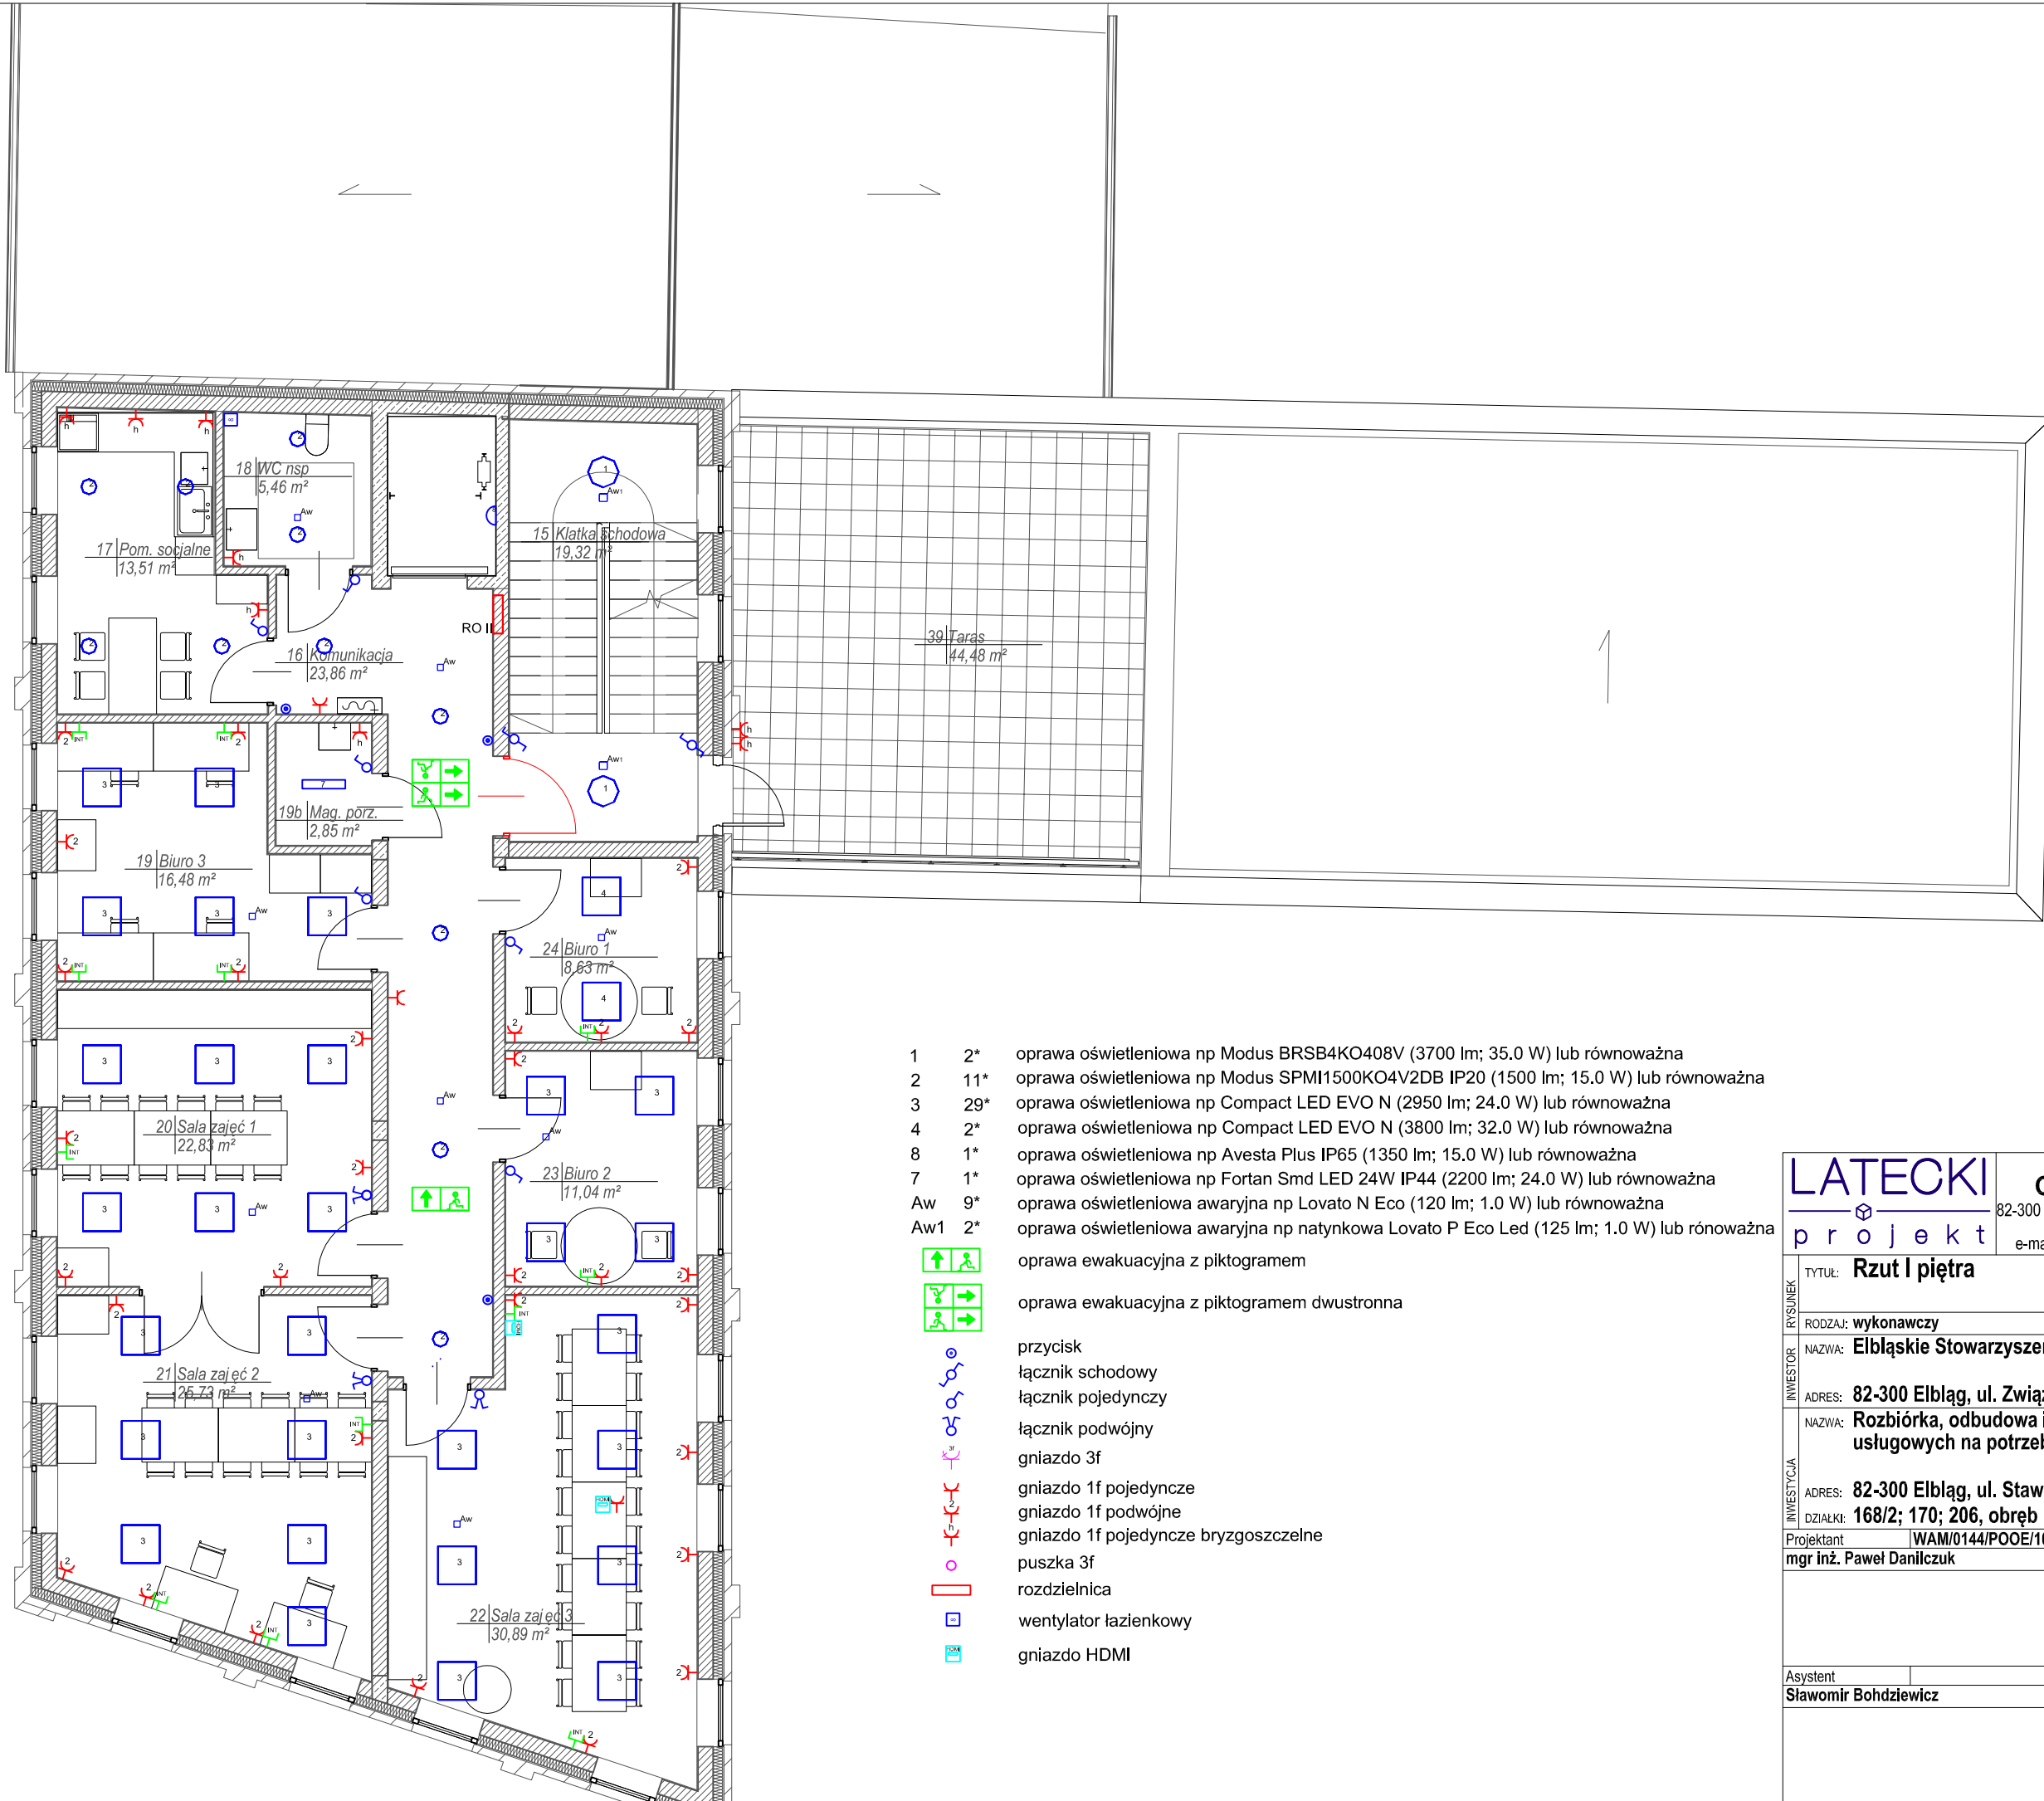 18 WC nsp
5,46 m²
17 Pom. socjalne
13,51 m²
15 Klatka schodowa
19,32 m²
16 Komunikacja
23,86 m²
RO II
39 Taras
44,48 m²
19b Mag. porz.
2,85 m²
19 Biuro 3
16,48 m²
24 Biuro 1
8,63 m²
20 Sala zajęć 1
22,83 m²
23 Biuro 2
11,04 m²
21 Sala zajęć 2
25,73 m²
22 Sala zajęć 3
30,89 m²
1 2* oprawa oświetleniowa np Modus BRSB4KO408V (3700 lm; 35.0 W) lub równoważna
2 11* oprawa oświetleniowa np Modus SPMI1500KO4V2DB IP20 (1500 lm; 15.0 W) lub równoważna
3 29* oprawa oświetleniowa np Compact LED EVO N (2950 lm; 24.0 W) lub równoważna
4 2* oprawa oświetleniowa np Compact LED EVO N (3800 lm; 32.0 W) lub równoważna
8 1* oprawa oświetleniowa np Avesta Plus IP65 (1350 lm; 15.0 W) lub równoważna
7 1* oprawa oświetleniowa np Fortan Smd LED 24W IP44 (2200 lm; 24.0 W) lub równoważna
Aw 9* oprawa oświetleniowa awaryjna np Lovato N Eco (120 lm; 1.0 W) lub równoważna
Aw1 2* oprawa oświetleniowa awaryjna np natynkowa Lovato P Eco Led (125 lm; 1.0 W) lub rónoważna
oprawa ewakuacyjna z piktogramem
oprawa ewakuacyjna z piktogramem dwustronna
przycisk
łącznik schodowy
łącznik pojedynczy
łącznik podwójny
3f gniazdo 3f
gniazdo 1f pojedyncze
2 gniazdo 1f podwójne
h gniazdo 1f pojedyncze bryzgoszczelne
puszka 3f
rozdzielnica
wentylator łazienkowy
HDMI gniazdo HDMI
LATECKI
projekt
82-300
e-ma
RYSUNEK
TYTUŁ: Rzut I piętra
RODZAJ: wykonawczy
INWESTOR
NAZWA: Elbląskie Stowarzyszen
ADRES: 82-300 Elbląg, ul. Związ
INWESTYCJA
NAZWA: Rozbiórka, odbudowa i
usługowych na potrzeb
ADRES: 82-300 Elbląg, ul. Staw
DZIAŁKI: 168/2; 170; 206, obręb
Projektant WAM/0144/POOE/10
mgr inż. Paweł Danilczuk
Asystent
Sławomir Bohdziewicz